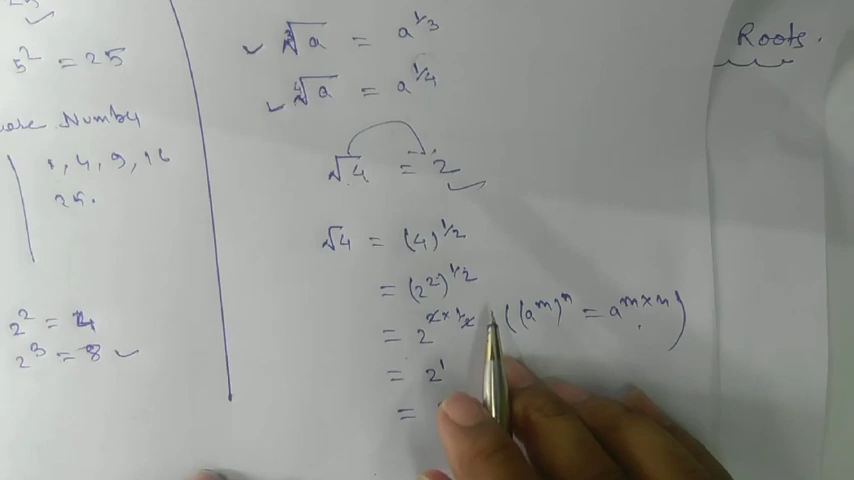 5² = 25
Number
1, 4, 9, 16
25.
2² = 4
2³ = 8 ✓
✓ ∛a = a^1/3
✓ ∜a = a^1/4
√4 = 2
√4 = (4)^1/2
= (2²)^1/2
= 2^2×1/2 ((a^m)^n = a^m×n)
= 2¹
=
Roots.